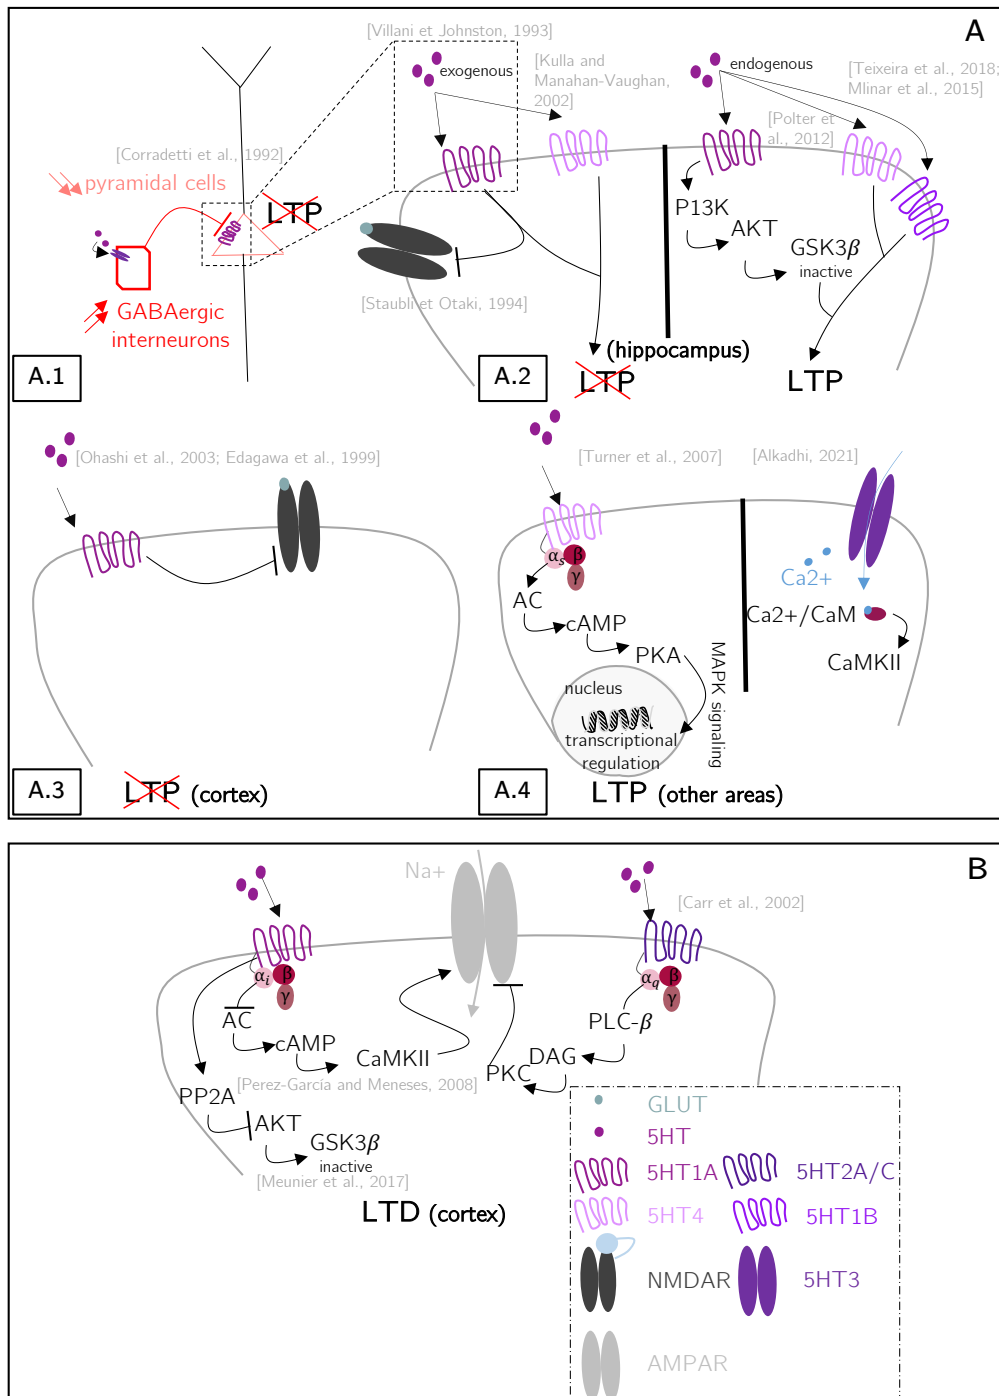 A
[Villani et Johnston, 1993]
[Kulla and
Manahan-Vaughan,
2002]
exogenous
endogenous
[Teixeira et al., 2018;
Mlinar et al., 2015]
[Polter et
al., 2012]
[Corradetti et al., 1992]
pyramidal cells
LTP
GABAergic
interneurons
A.1
[Staubli et Otaki, 1994]
P13K
AKT
GSK3β
inactive
(hippocampus)
A.2
LTP
LTP
[Ohashi et al., 2003; Edagawa et al., 1999]
A.3
LTP (cortex)
[Turner et al., 2007]
[Alkadhi, 2021]
αs
β
γ
AC
cAMP
PKA
MAPK signaling
nucleus
transcriptional
regulation
Ca2+
Ca2+/CaM
CaMKII
A.4
LTP (other areas)
B
Na+
[Carr et al., 2002]
αi
β
γ
AC
cAMP
CaMKII
[Perez-García and Meneses, 2008]
PP2A
AKT
GSK3β
inactive
[Meunier et al., 2017]
αq
β
γ
PLC-β
DAG
PKC
LTD (cortex)
GLUT
5HT
5HT1A
5HT2A/C
5HT4
5HT1B
NMDAR
5HT3
AMPAR